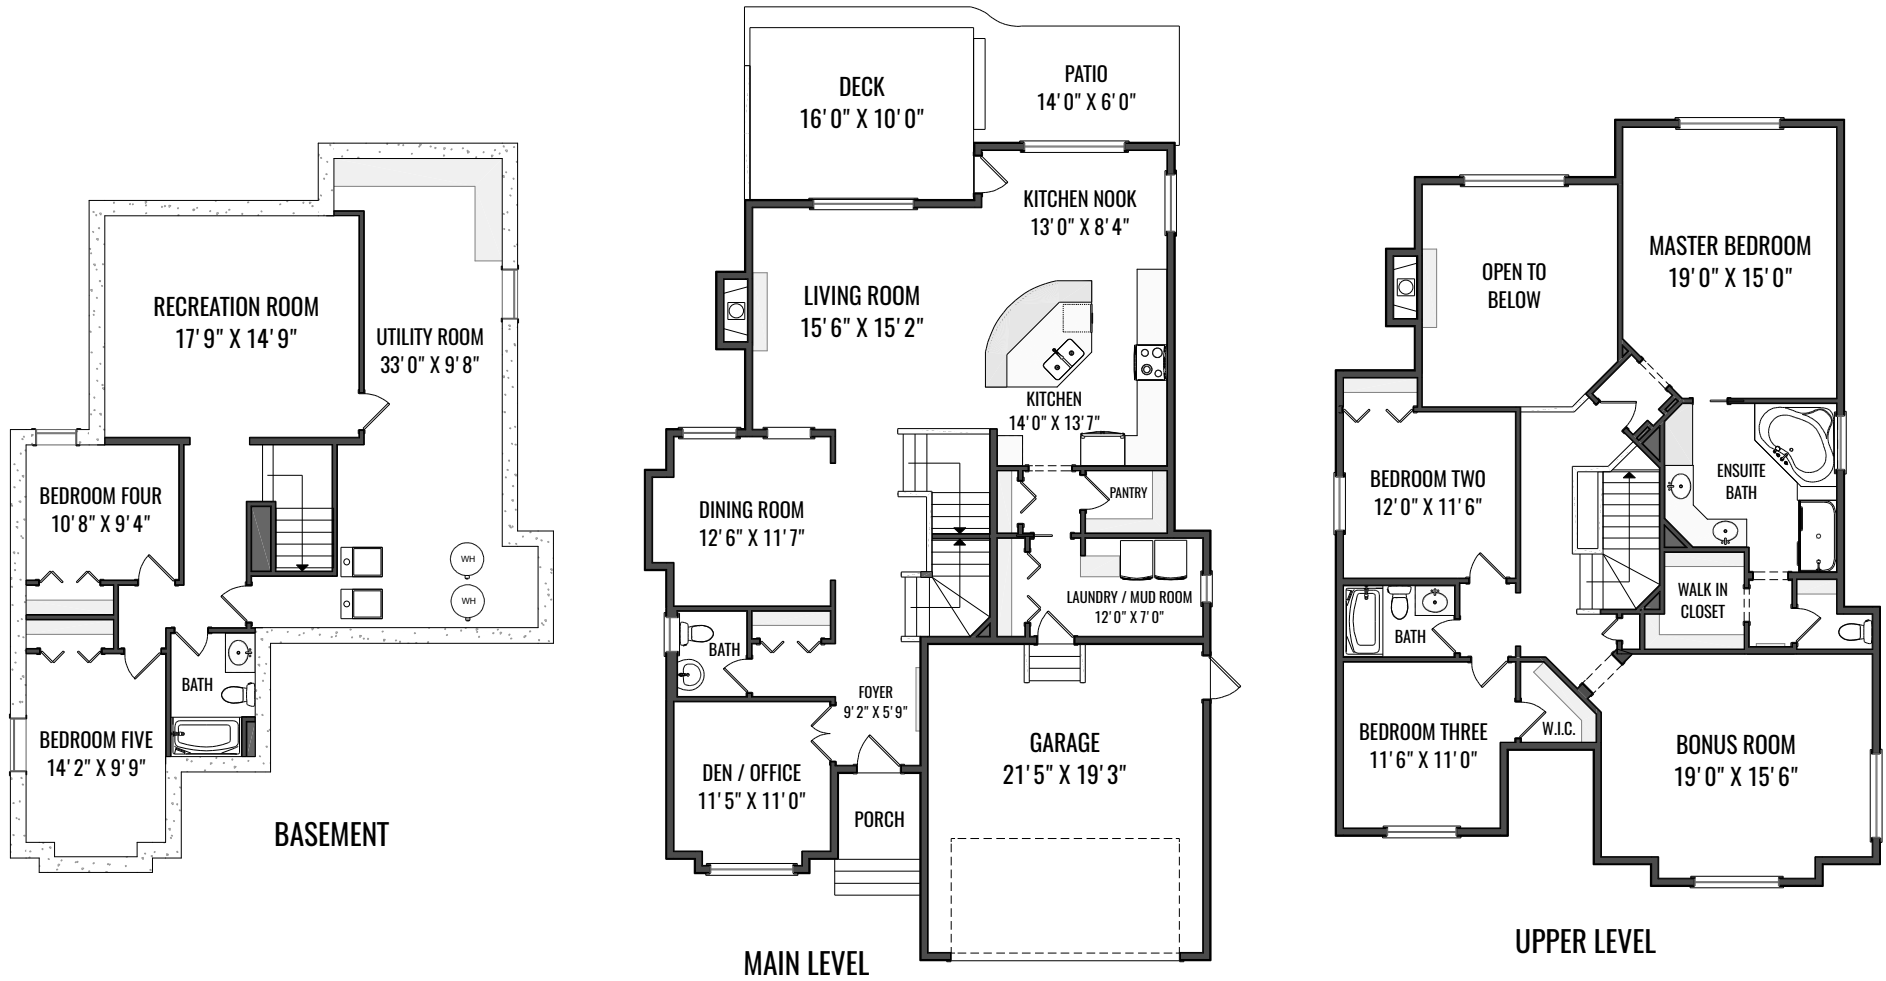 RECREATION ROOM
17'9" X 14'9"
UTILITY ROOM
33'0" X 9'8"
BEDROOM FOUR
10'8" X 9'4"
WH
WH
BATH
BEDROOM FIVE
14'2" X 9'9"
BASEMENT
DECK
16'0" X 10'0"
PATIO
14'0" X 6'0"
KITCHEN NOOK
13'0" X 8'4"
LIVING ROOM
15'6" X 15'2"
KITCHEN
14'0" X 13'7"
DINING ROOM
12'6" X 11'7"
PANTRY
LAUNDRY / MUD ROOM
12'0" X 7'0"
BATH
FOYER
9'2" X 5'9"
DEN / OFFICE
11'5" X 11'0"
PORCH
GARAGE
21'5" X 19'3"
MAIN LEVEL
MASTER BEDROOM
19'0" X 15'0"
OPEN TO
BELOW
BEDROOM TWO
12'0" X 11'6"
ENSUITE
BATH
WALK IN
CLOSET
BATH
BEDROOM THREE
11'6" X 11'0"
W.I.C.
BONUS ROOM
19'0" X 15'6"
UPPER LEVEL